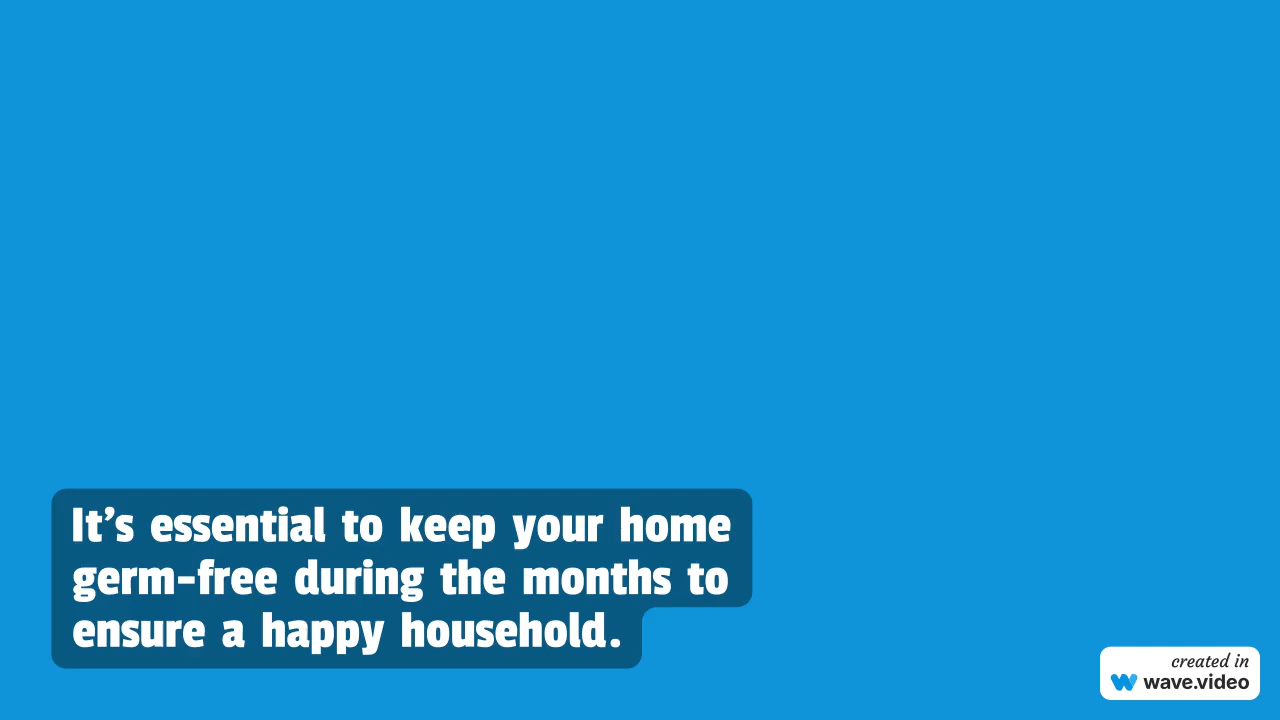 It's essential to keep your home
germ-free during the months to
ensure a happy household.
created in
wave.video